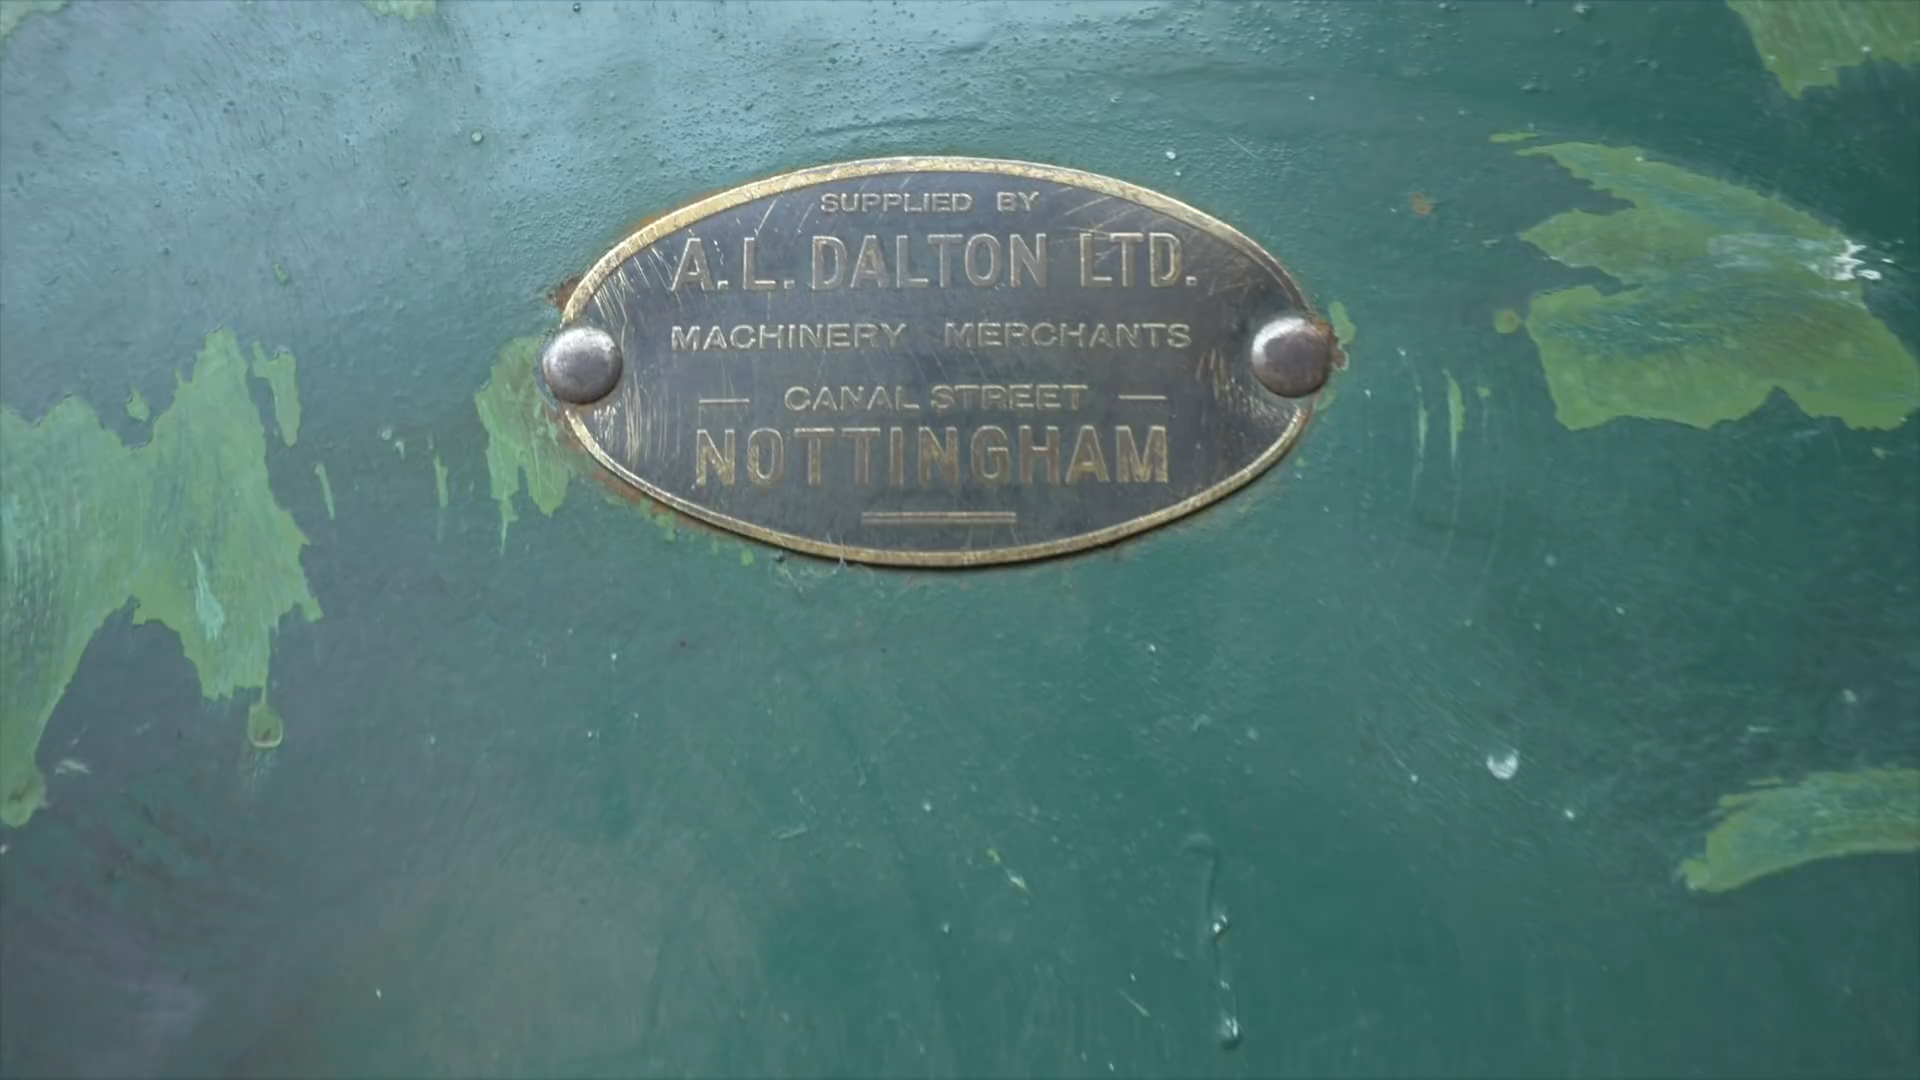 SUPPLIED BY
A.L. DALTON LTD.
MACHINERY MERCHANTS
— CANAL STREET —
NOTTINGHAM